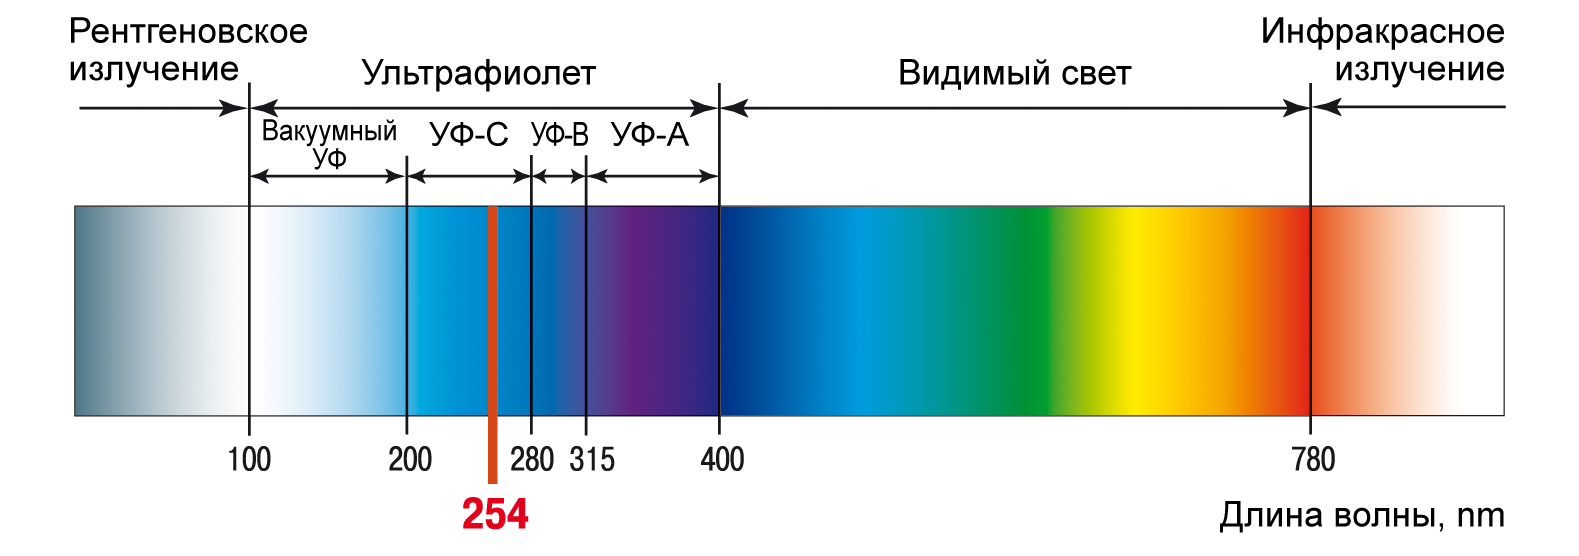 Рентгеновское
излучение
Ультрафиолет
Видимый свет
Инфракрасное
излучение
Вакуумный
УФ
УФ-С
УФ-В
УФ-А
100
200
280
315
400
780
254
Длина волны, nm